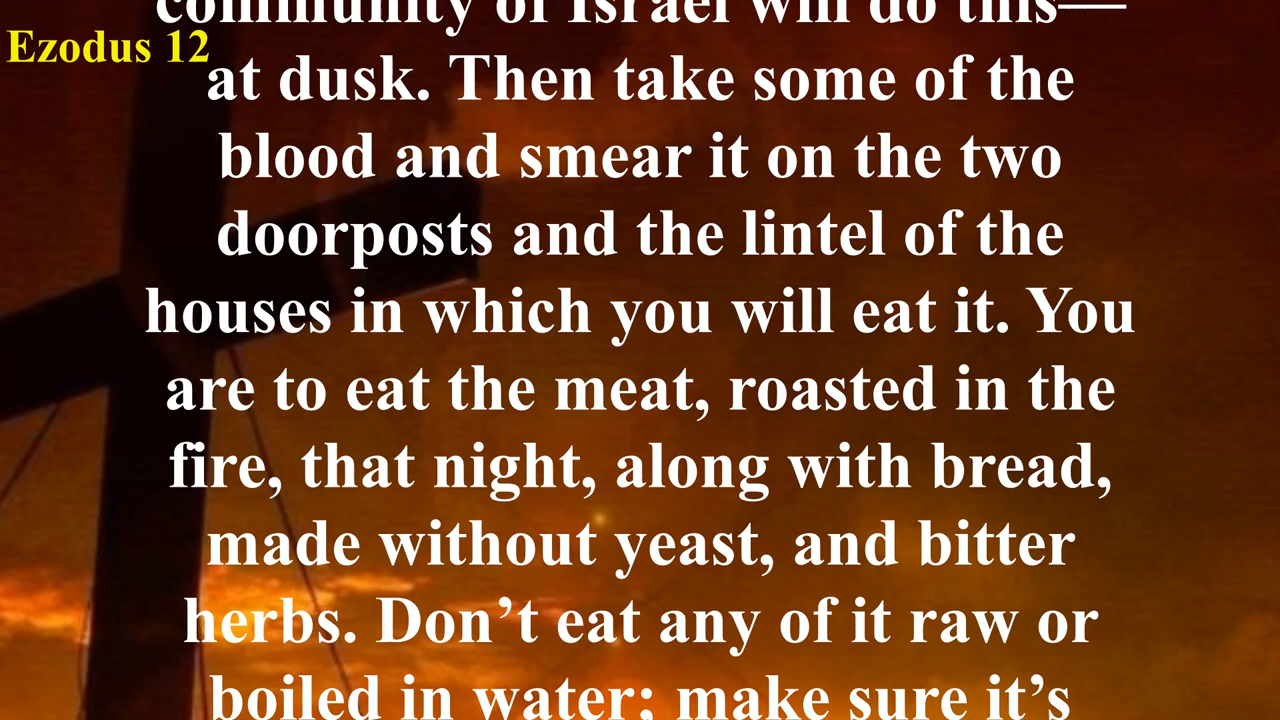 community of Israel will do this—
Ezodus 12
at dusk. Then take some of the
blood and smear it on the two
doorposts and the lintel of the
houses in which you will eat it. You
are to eat the meat, roasted in the
fire, that night, along with bread,
made without yeast, and bitter
herbs. Don’t eat any of it raw or
boiled in water; make sure it’s